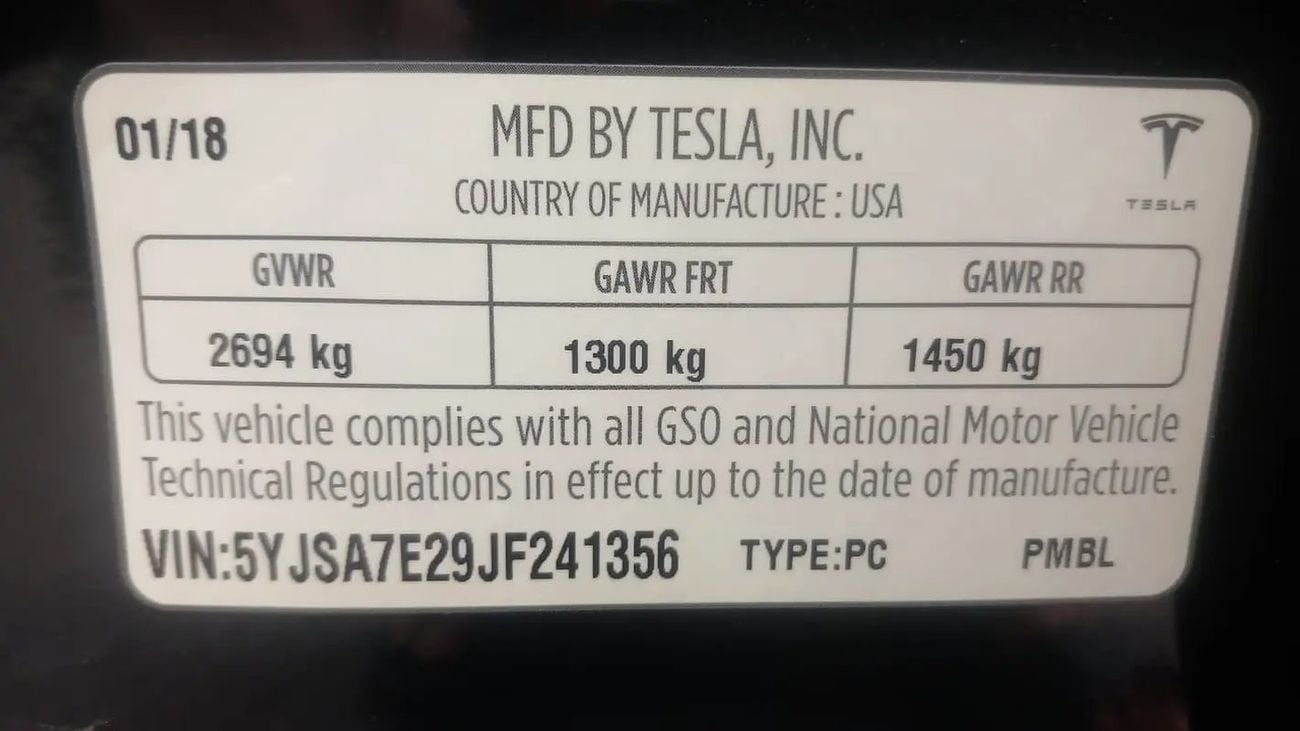 01/18
MFD BY TESLA, INC.
COUNTRY OF MANUFACTURE : USA
TESLA
GVWR GAWR FRT GAWR RR
2694 kg 1300 kg 1450 kg
This vehicle complies with all GSO and National Motor Vehicle
Technical Regulations in effect up to the date of manufacture.
VIN:5YJSA7E29JF241356 TYPE:PC PMBL